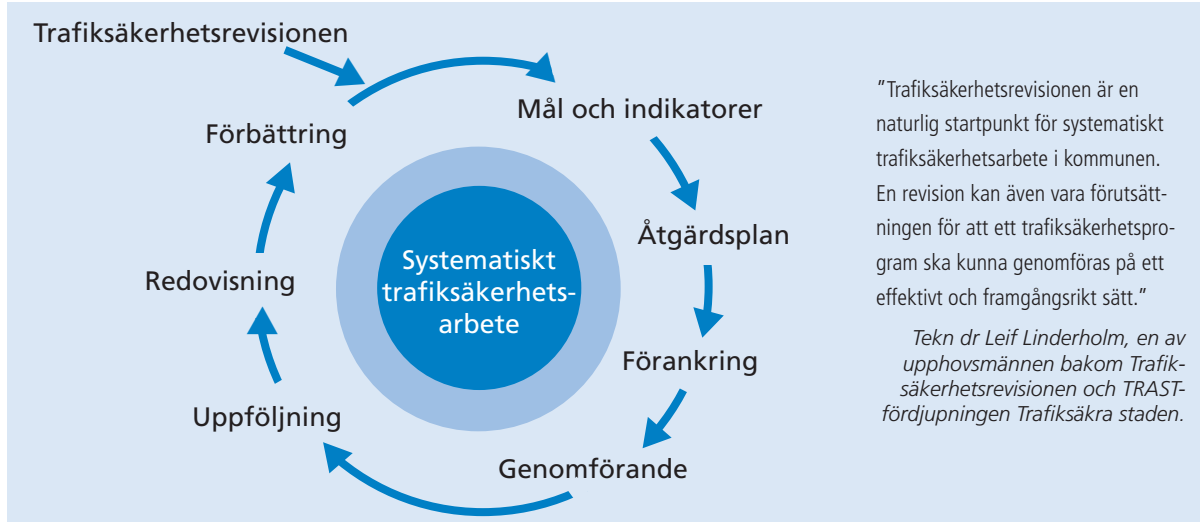 Trafiksäkerhetsrevisionen
Mål och indikatorer
Åtgärdsplan
Förankring
Genomförande
Uppföljning
Redovisning
Förbättring
Systematiskt
trafiksäkerhets-
arbete
"Trafiksäkerhetsrevisionen är en
naturlig startpunkt för systematiskt
trafiksäkerhetsarbete i kommunen.
En revision kan även vara förutsätt-
ningen för att ett trafiksäkerhetspro-
gram ska kunna genomföras på ett
effektivt och framgångsrikt sätt."
Tekn dr Leif Linderholm, en av
upphovsmännen bakom Trafik-
säkerhetsrevisionen och TRAST-
fördjupningen Trafiksäkra staden.